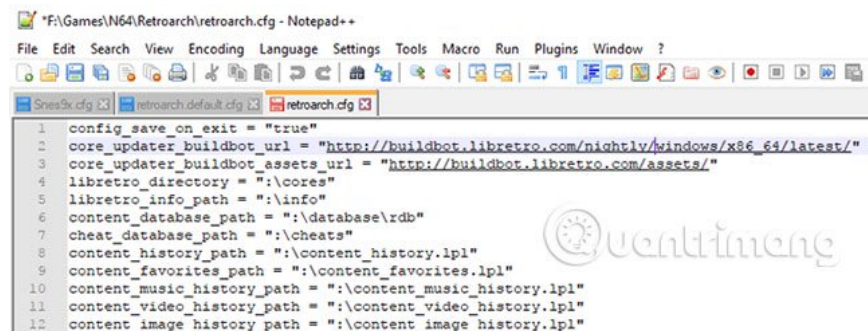 *F:\Games\N64\Retroarch\retroarch.cfg - Notepad++
File Edit Search View Encoding Language Settings Tools Macro Run Plugins Window ?
Snes9x.cfg retroarch.default.cfg retroarch.cfg
1 config_save_on_exit = "true"
2 core_updater_buildbot_url = "http://buildbot.libretro.com/nightly/windows/x86_64/latest/"
3 core_updater_buildbot_assets_url = "http://buildbot.libretro.com/assets/"
4 libretro_directory = ":\cores"
5 libretro_info_path = ":\info"
6 content_database_path = ":\database\rdb"
7 cheat_database_path = ":\cheats"
8 content_history_path = ":\content_history.lpl"
9 content_favorites_path = ":\content_favorites.lpl"
10 content_music_history_path = ":\content_music_history.lpl"
11 content_video_history_path = ":\content_video_history.lpl"
12 content_image_history_path = ":\content_image_history.lpl"
Quantrimang